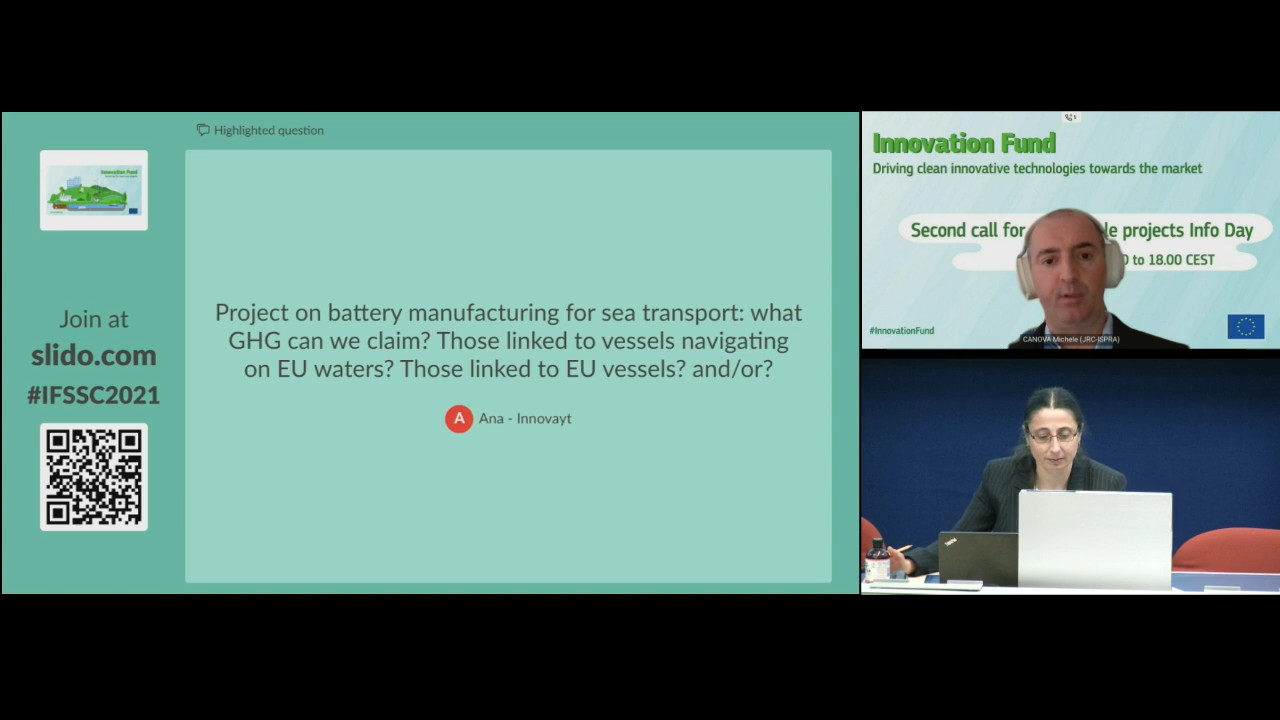 Highlighted question
Innovation Fund
Join at
slido.com
#IFSSC2021
Project on battery manufacturing for sea transport: what
GHG can we claim? Those linked to vessels navigating
on EU waters? Those linked to EU vessels? and/or?
A
Ana - Innovayt
Innovation Fund
Driving clean innovative technologies towards the market
Second call for
le projects Info Day
to 18.00 CEST
#InnovationFund
CANOVA Michele (JRC-ISPRA)
ThinkPad